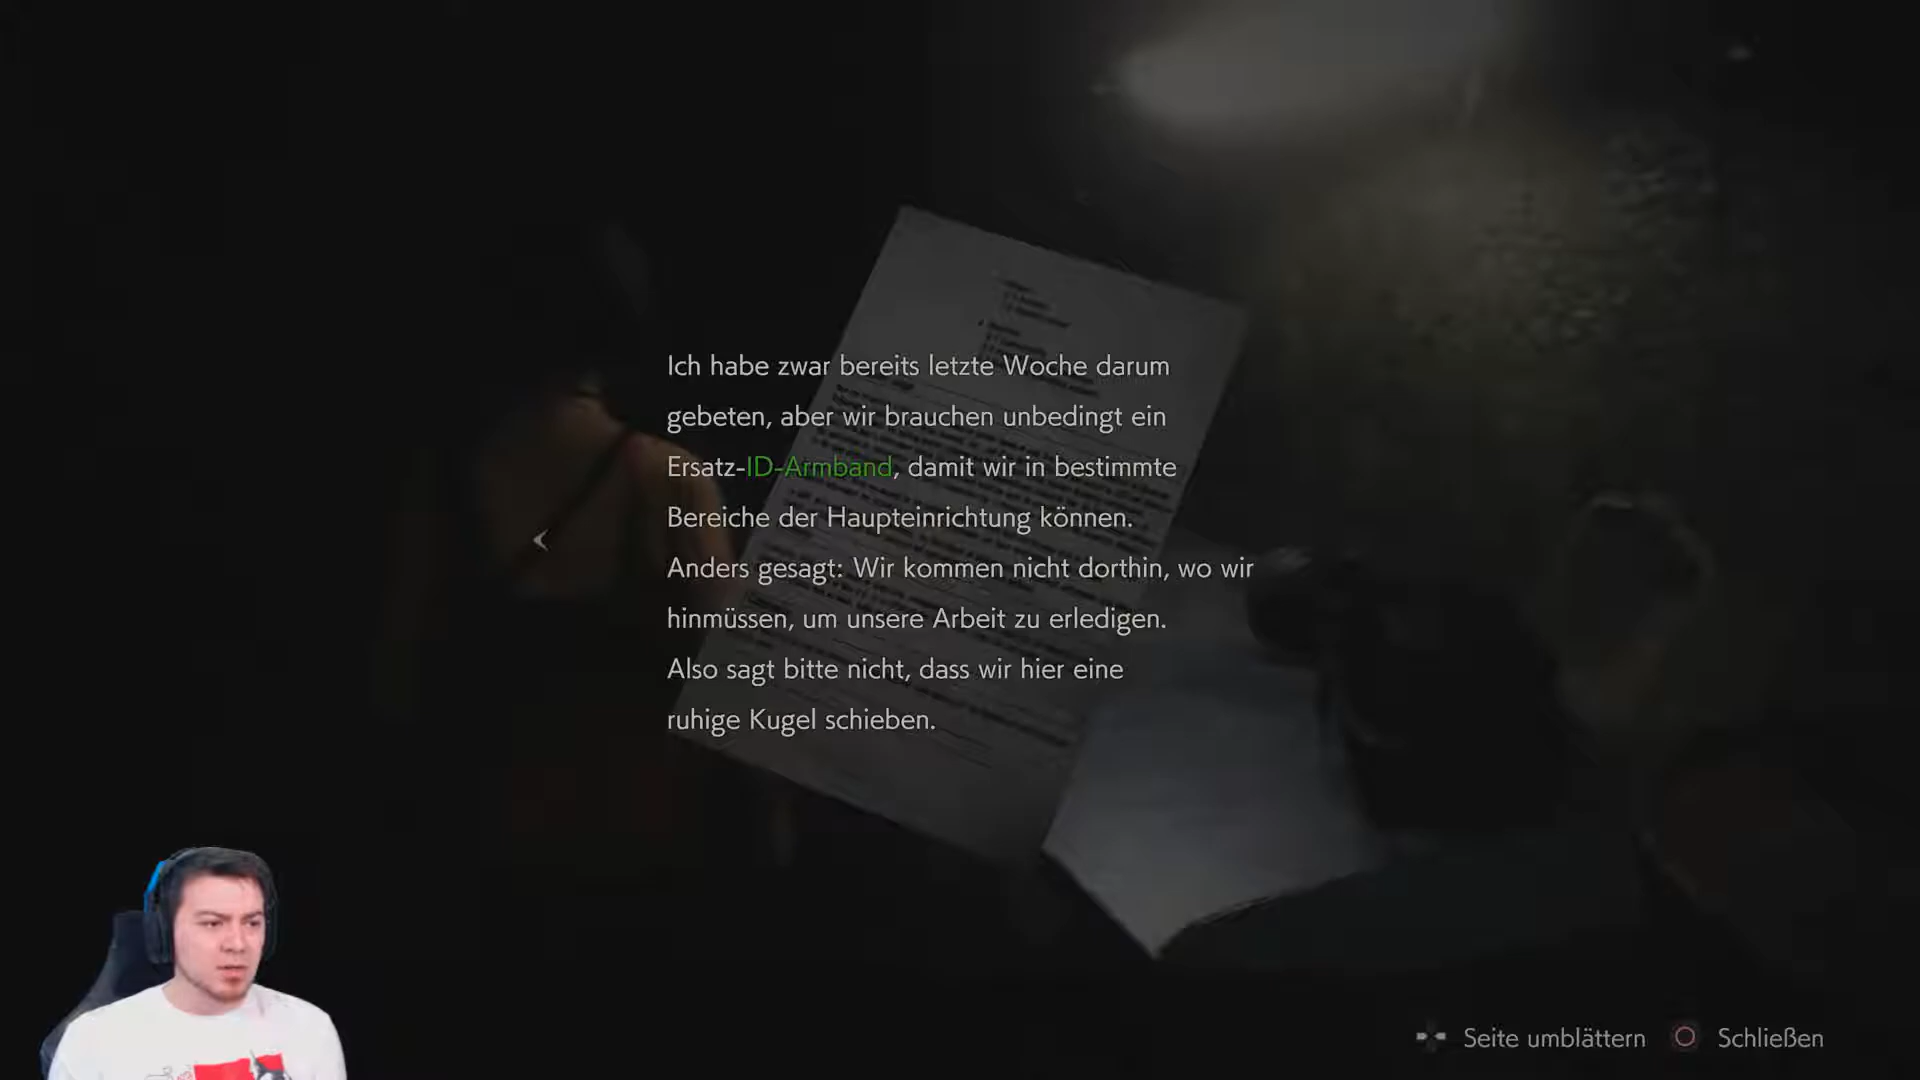 Ich habe zwar bereits letzte Woche darum
gebeten, aber wir brauchen unbedingt ein
Ersatz-ID-Armband, damit wir in bestimmte
Bereiche der Haupteinrichtung können.
Anders gesagt: Wir kommen nicht dorthin, wo wir
hinmüssen, um unsere Arbeit zu erledigen.
Also sagt bitte nicht, dass wir hier eine
ruhige Kugel schieben.
Seite umblättern
Schließen